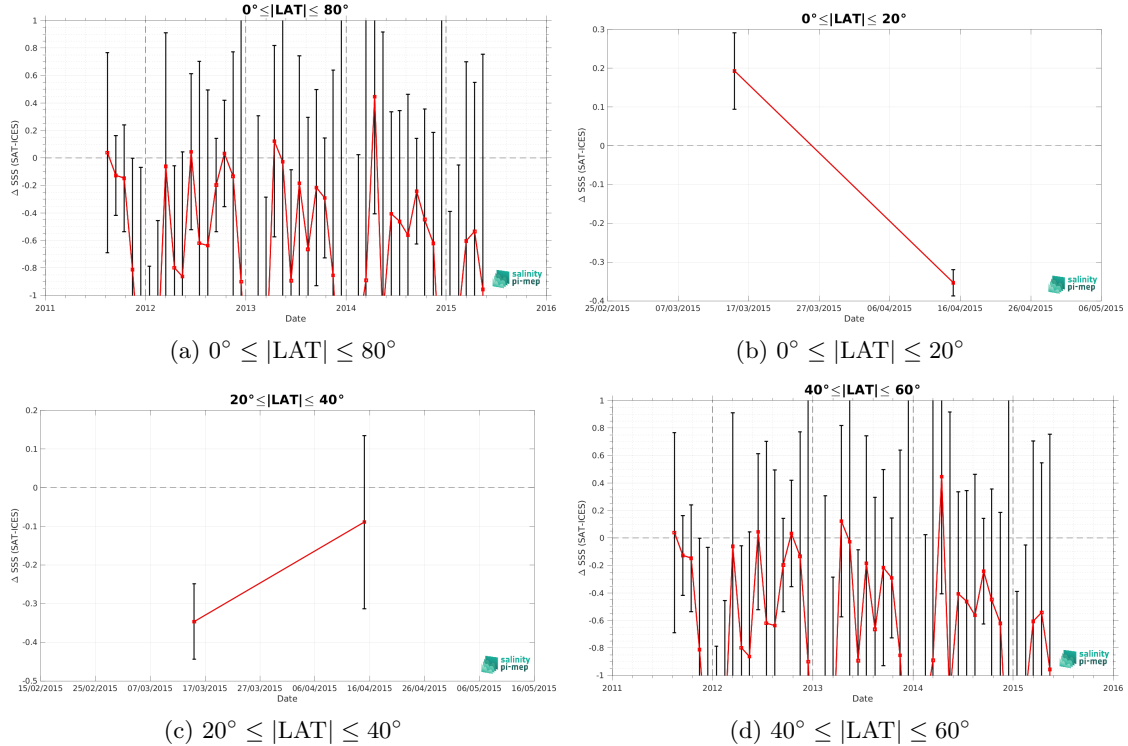 0°≤|LAT|≤ 80°
1
0.8
0.6
0.4
0.2
0
-0.2
-0.4
-0.6
-0.8
-1
Δ SSS (SAT-ICES)
2011
2012
2013
2014
2015
2016
Date
salinity
pi-mep
(a) 0° ≤ |LAT| ≤ 80°
0°≤|LAT|≤ 20°
0.3
0.2
0.1
0
-0.1
-0.2
-0.3
-0.4
Δ SSS (SAT-ICES)
25/02/2015
07/03/2015
17/03/2015
27/03/2015
06/04/2015
16/04/2015
26/04/2015
06/05/2015
Date
salinity
pi-mep
(b) 0° ≤ |LAT| ≤ 20°
20°≤|LAT|≤ 40°
0.2
0.1
0
-0.1
-0.2
-0.3
-0.4
-0.5
Δ SSS (SAT-ICES)
15/02/2015
25/02/2015
07/03/2015
17/03/2015
27/03/2015
06/04/2015
16/04/2015
26/04/2015
06/05/2015
16/05/2015
Date
salinity
pi-mep
(c) 20° ≤ |LAT| ≤ 40°
40°≤|LAT|≤ 60°
1
0.8
0.6
0.4
0.2
0
-0.2
-0.4
-0.6
-0.8
-1
Δ SSS (SAT-ICES)
2011
2012
2013
2014
2015
2016
Date
salinity
pi-mep
(d) 40° ≤ |LAT| ≤ 60°